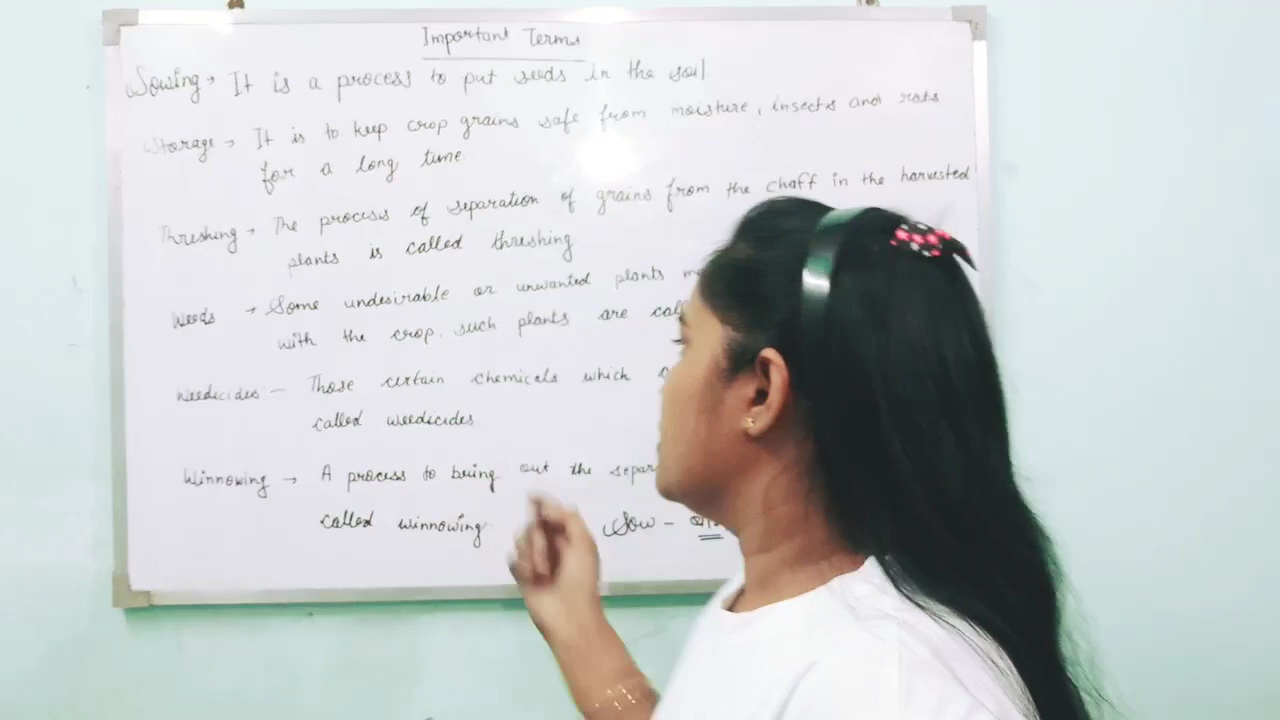 Important Terms
Sowing → It is a process to put seeds in the soil
Storage → It is to keep crop grains safe from moisture, insects and rats
for a long time.
Threshing → The process of separation of grains from the chaff in the harvested
plants is called threshing
Weeds → Some undesirable or unwanted plants
with the crop. such plants are
Weedicides - Those certain chemicals which
called weedicides.
Winnowing → A process to being out the
called winnowing.
Sow -